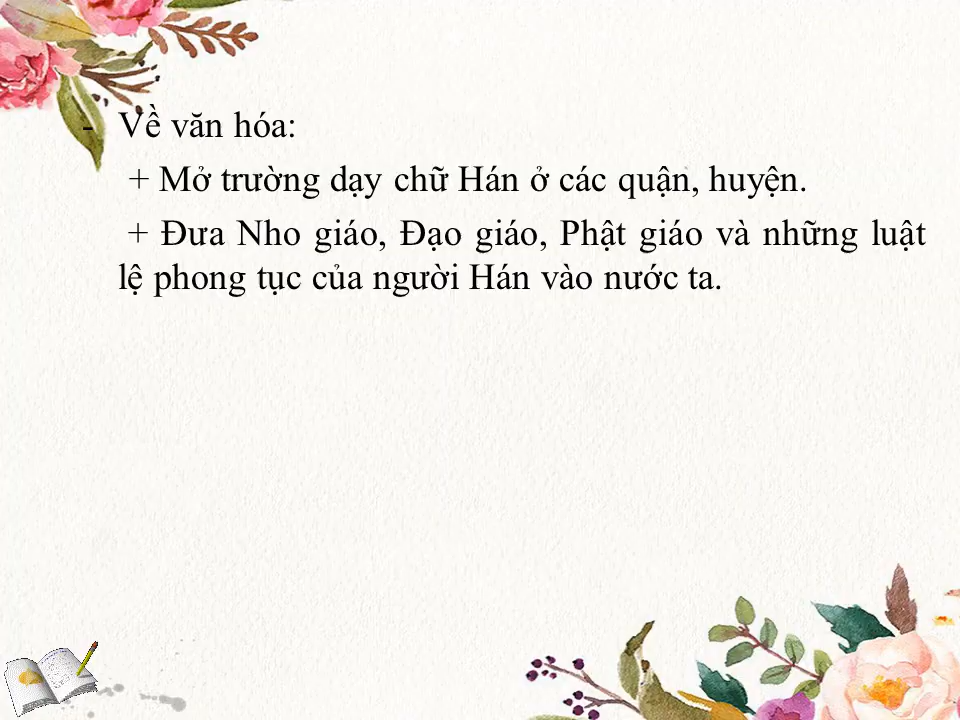 - Về văn hóa:
+ Mở trường dạy chữ Hán ở các quận, huyện.
+ Đưa Nho giáo, Đạo giáo, Phật giáo và những luật
lệ phong tục của người Hán vào nước ta.